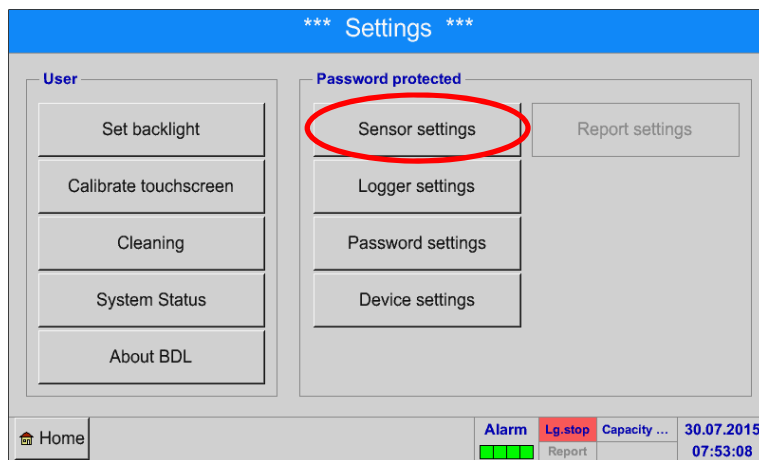 *** Settings ***
User
Set backlight
Calibrate touchscreen
Cleaning
System Status
About BDL
Password protected
Sensor settings
Report settings
Logger settings
Password settings
Device settings
Home
Alarm
Lg.stop
Report
Capacity ...
30.07.2015
07:53:08